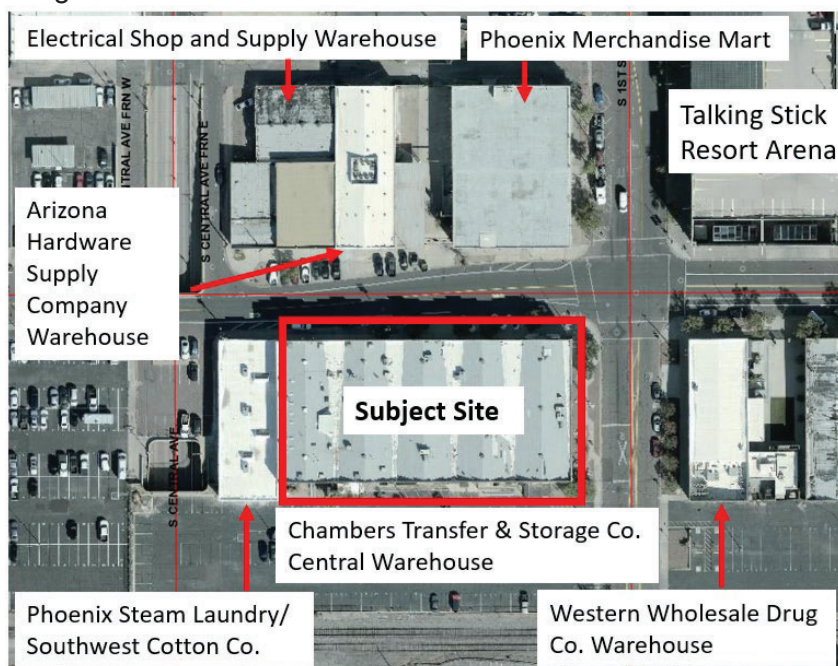 Electrical Shop and Supply Warehouse
Phoenix Merchandise Mart
S CENTRAL AVE FRN E
Talking Stick
Resort Arena
Arizona
Hardware
Supply
Company
Warehouse
Subject Site
S CENTRAL AVE
Chambers Transfer & Storage Co.
Central Warehouse
Phoenix Steam Laundry/
Southwest Cotton Co.
Western Wholesale Drug
Co. Warehouse